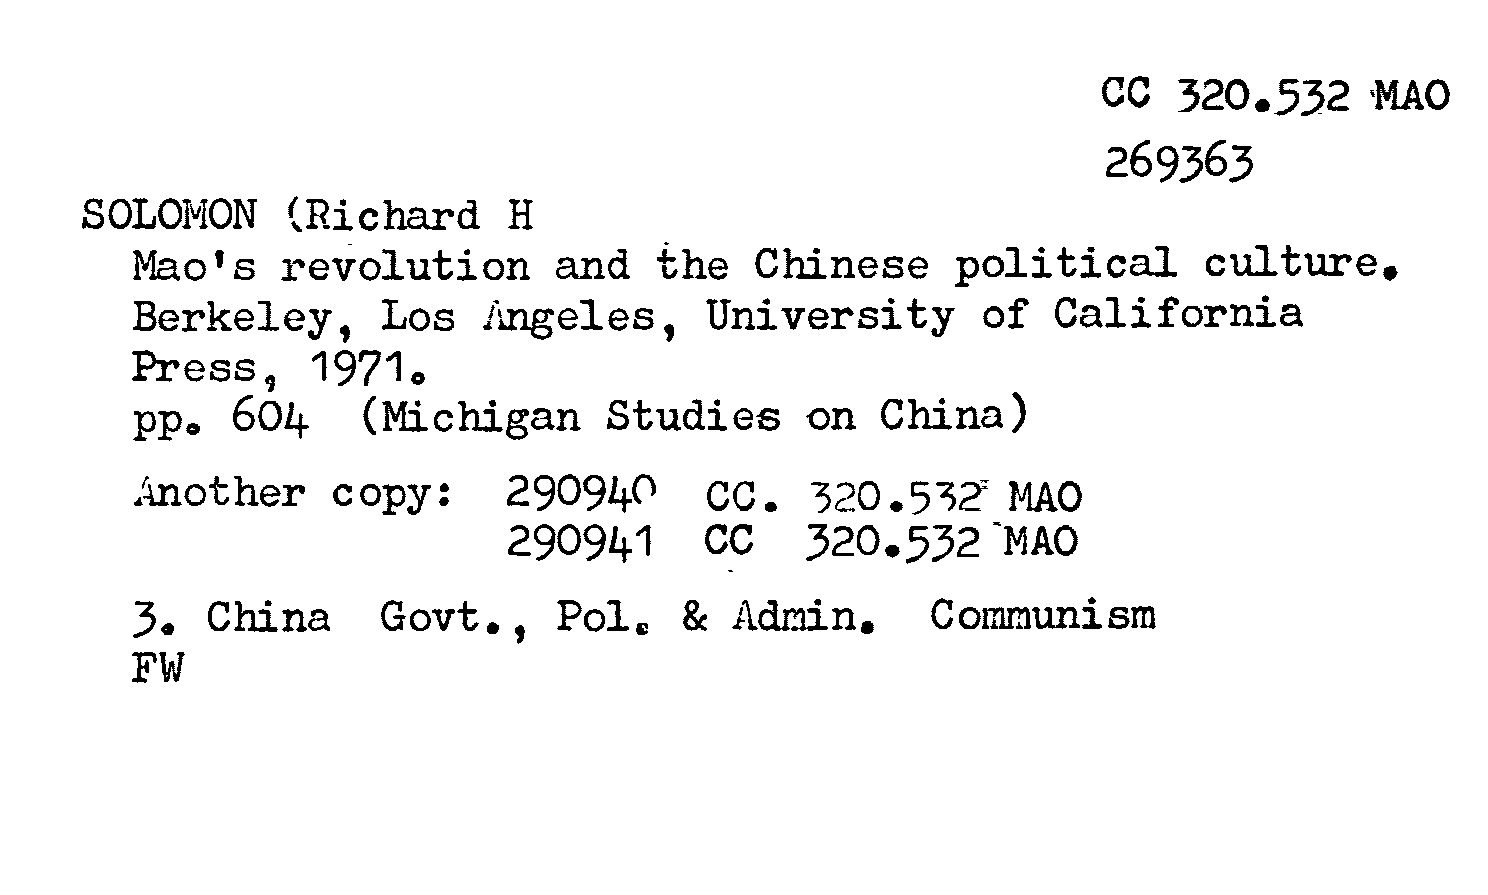 CC 320.532 MAO
269363
SOLOMON (Richard H
Mao's revolution and the Chinese political culture.
Berkeley, Los Angeles, University of California
Press, 1971.
pp. 604 (Michigan Studies on China)
Another copy: 290940 CC. 320.532 MAO
290941 CC 320.532 MAO
3. China Govt., Pol. & Admin. Communism
FW